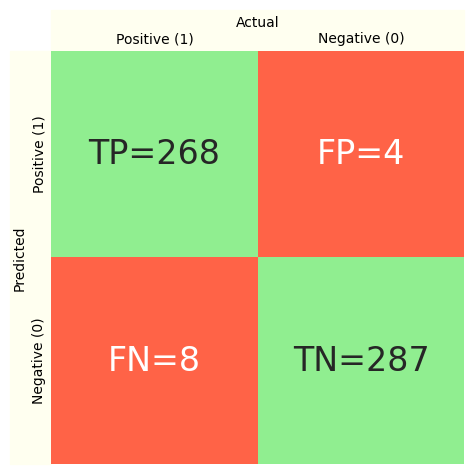 Actual
Positive (1)
Negative (0)
Predicted
Positive (1)
TP=268
FP=4
Negative (0)
FN=8
TN=287